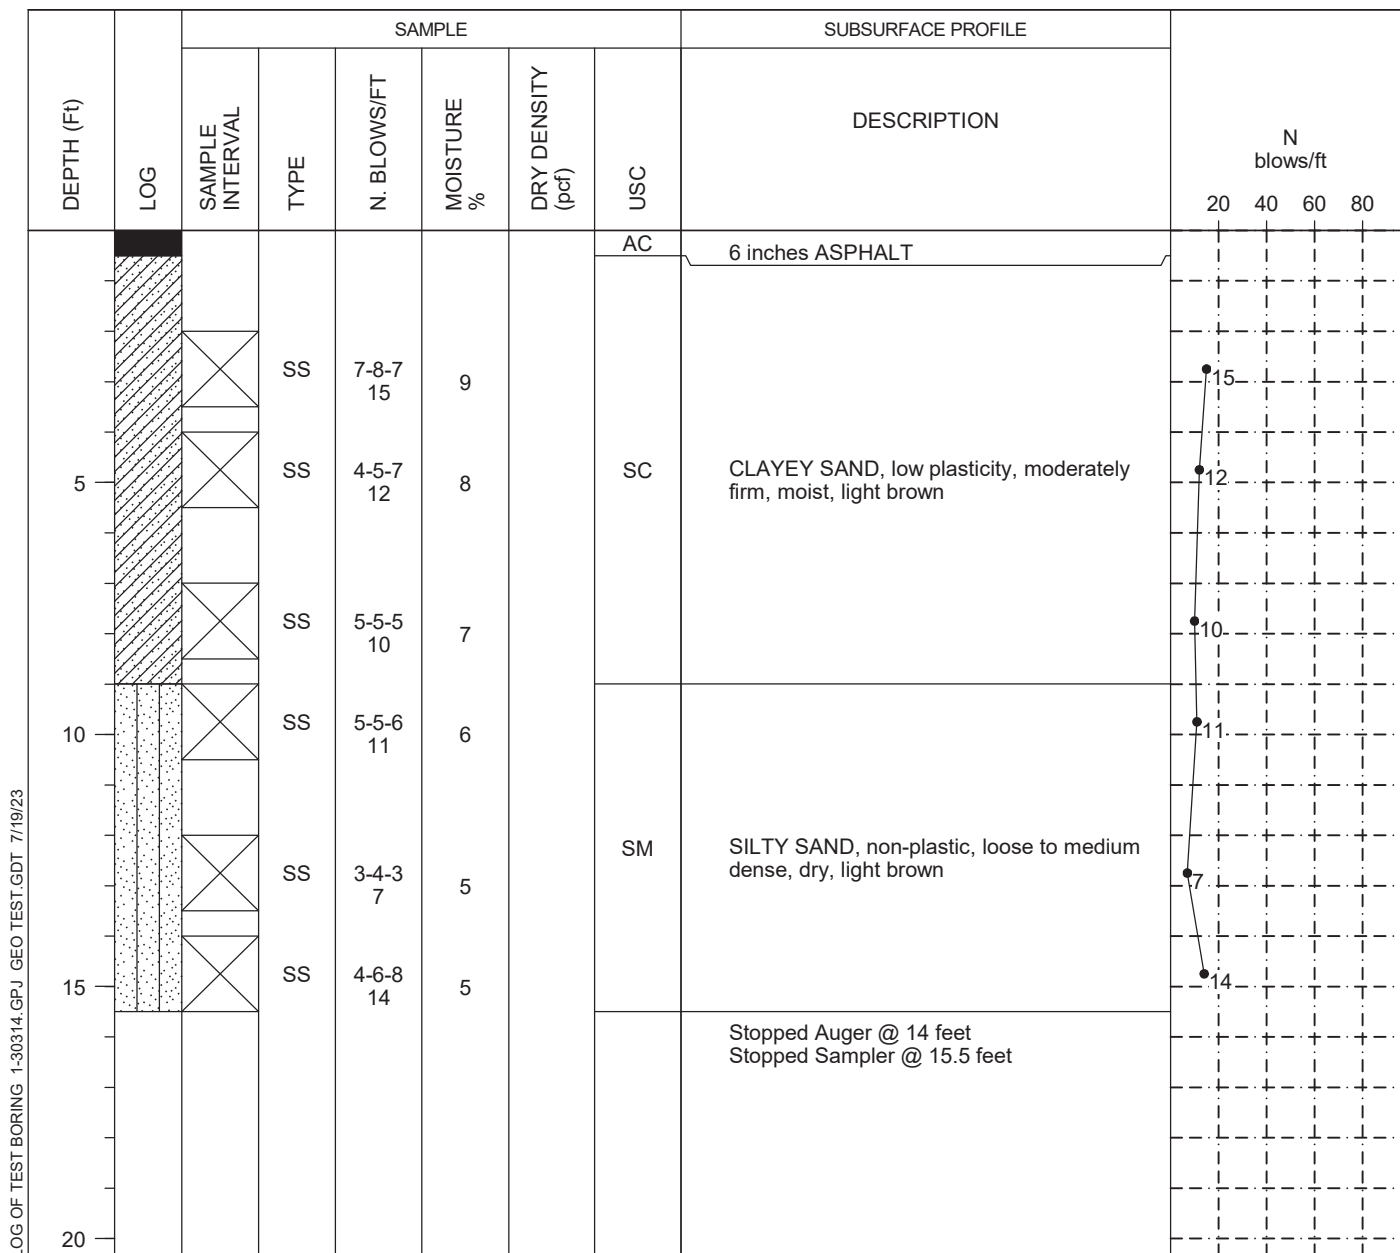 SAMPLE
SUBSURFACE PROFILE
DEPTH (Ft)
LOG
SAMPLE
INTERVAL
TYPE
N. BLOWS/FT
MOISTURE
%
DRY DENSITY
(pcf)
USC
DESCRIPTION
N
blows/ft
20 40 60 80
AC
6 inches ASPHALT
SS
7-8-7
15
9
15
5
SS
4-5-7
12
8
SC
CLAYEY SAND, low plasticity, moderately
firm, moist, light brown
12
SS
5-5-5
10
7
10
10
SS
5-5-6
11
6
11
SS
3-4-3
7
5
SM
SILTY SAND, non-plastic, loose to medium
dense, dry, light brown
7
15
SS
4-6-8
14
5
14
Stopped Auger @ 14 feet
Stopped Sampler @ 15.5 feet
20
LOG OF TEST BORING 1-30314.GPJ GEO TEST.GDT 7/19/23